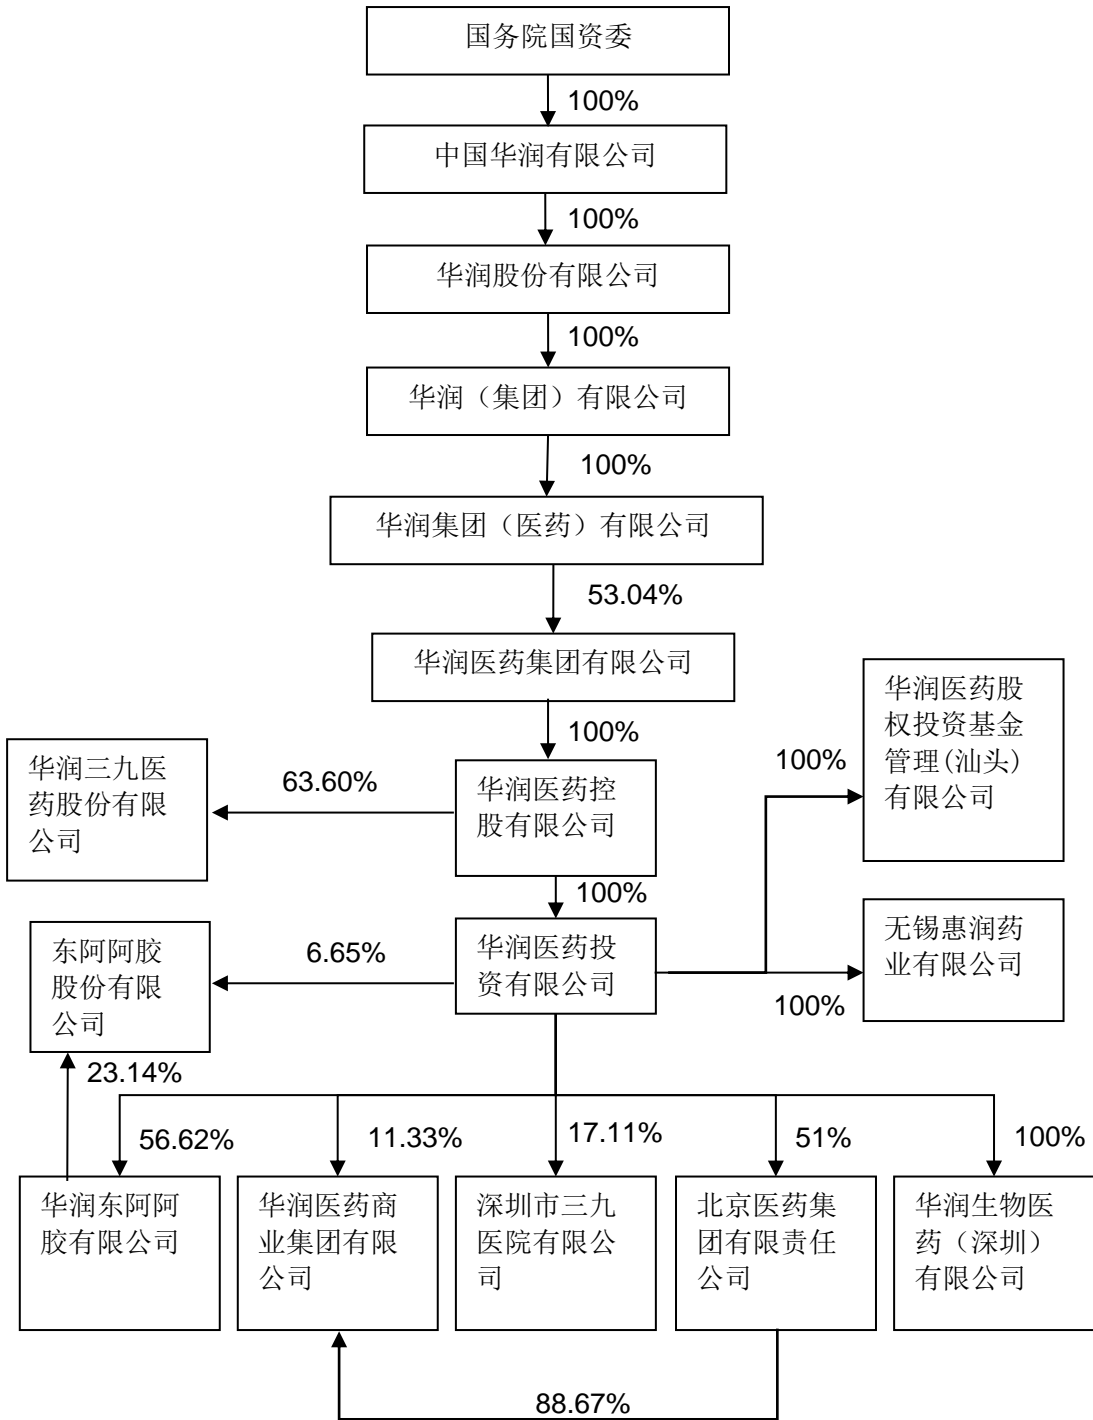 国务院国资委
100%
中国华润有限公司
100%
华润股份有限公司
100%
华润（集团）有限公司
100%
华润集团（医药）有限公司
53.04%
华润医药集团有限公司
100%
华润医药股
权投资基金
管理(汕头)
有限公司
100%
华润三九医
药股份有限
公司
63.60%
华润医药控
股有限公司
100%
东阿阿胶
股份有限
公司
6.65%
华润医药投
资有限公司
无锡惠润药
业有限公司
100%
23.14%
56.62%
11.33%
17.11%
51%
100%
华润东阿阿
胶有限公司
华润医药商
业集团有限
公司
深圳市三九
医院有限公
司
北京医药集
团有限责任
公司
华润生物医
药（深圳）
有限公司
88.67%